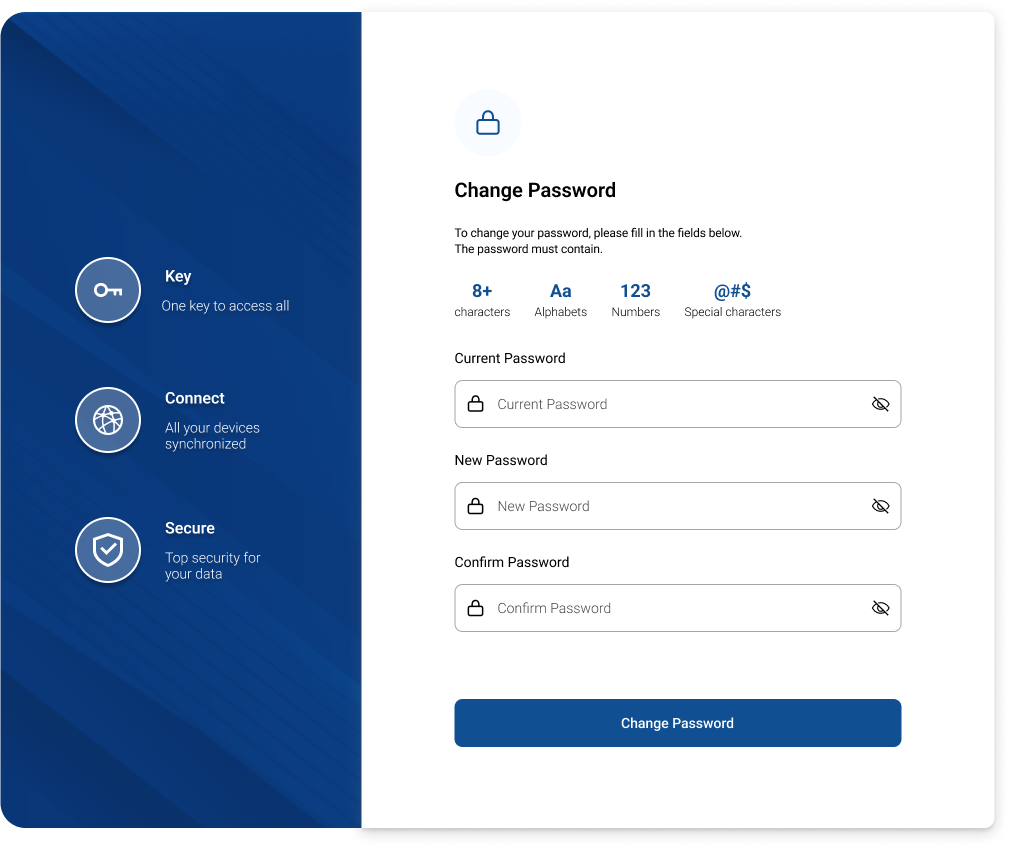 Key
One key to access all
Connect
All your devices
synchronized
Secure
Top security for
your data
Change Password
To change your password, please fill in the fields below.
The password must contain.
8+ Aa 123 @#$
characters Alphabets Numbers Special characters
Current Password
Current Password
New Password
New Password
Confirm Password
Confirm Password
Change Password